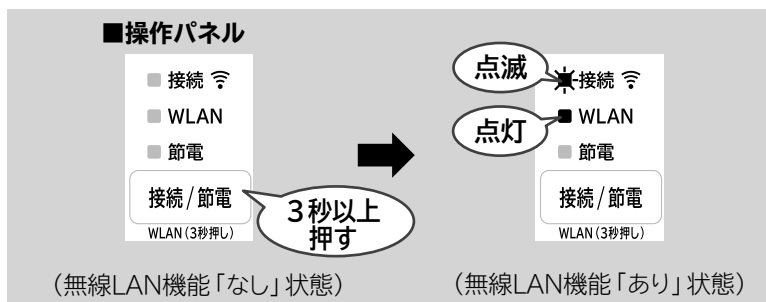 ■操作パネル
接続
WLAN
節電
接続/節電
WLAN(3秒押し)
3秒以上
押す
(無線LAN機能「なし」状態)
点滅
接続
点灯
WLAN
節電
接続/節電
WLAN(3秒押し)
(無線LAN機能「あり」状態)